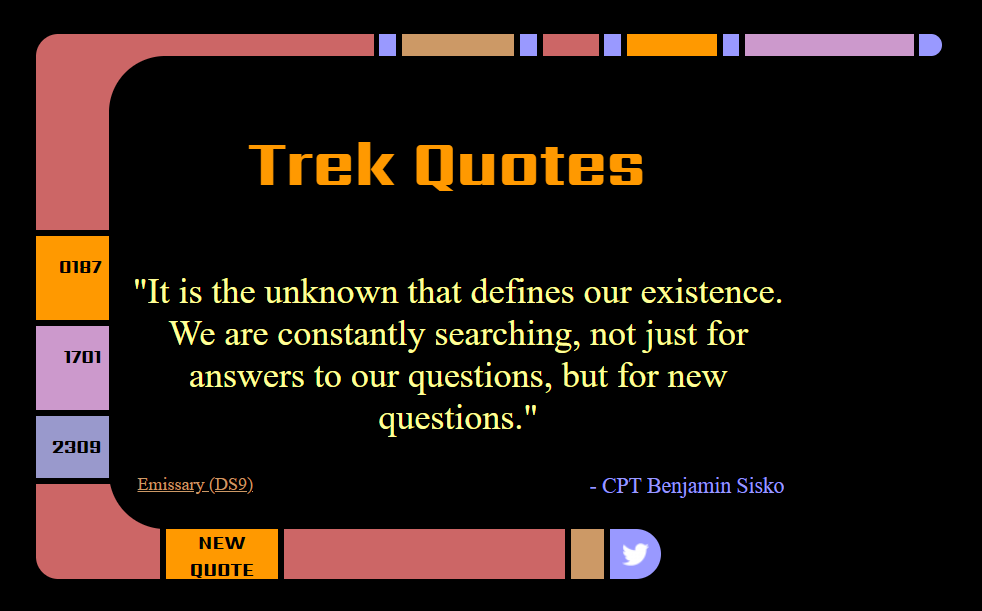 Trek Quotes
0187
1701
2309
"It is the unknown that defines our existence.
We are constantly searching, not just for
answers to our questions, but for new
questions."
Emissary (DS9)
- CPT Benjamin Sisko
NEW
QUOTE